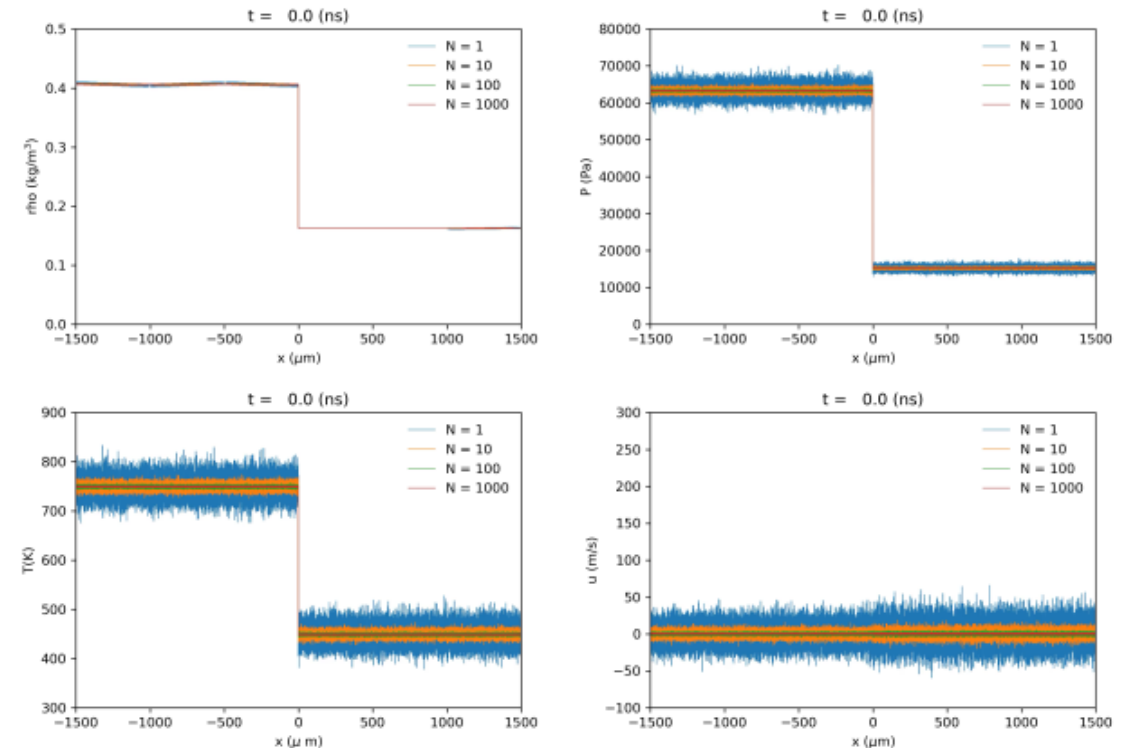 t =   0.0 (ns)
0.5
0.4
0.3
0.2
0.1
0.0
rho (kg/m³)
N = 1
N = 10
N = 100
N = 1000
−1500 −1000 −500 0 500 1000 1500
x (μm)
t =   0.0 (ns)
80000
70000
60000
50000
40000
30000
20000
10000
0
P (Pa)
N = 1
N = 10
N = 100
N = 1000
−1500 −1000 −500 0 500 1000 1500
x (μm)
t =   0.0 (ns)
900
800
700
600
500
400
300
T(K)
N = 1
N = 10
N = 100
N = 1000
−1500 −1000 −500 0 500 1000 1500
x (μ m)
t =   0.0 (ns)
300
250
200
150
100
50
0
−50
−100
u (m/s)
N = 1
N = 10
N = 100
N = 1000
−1500 −1000 −500 0 500 1000 1500
x (μm)